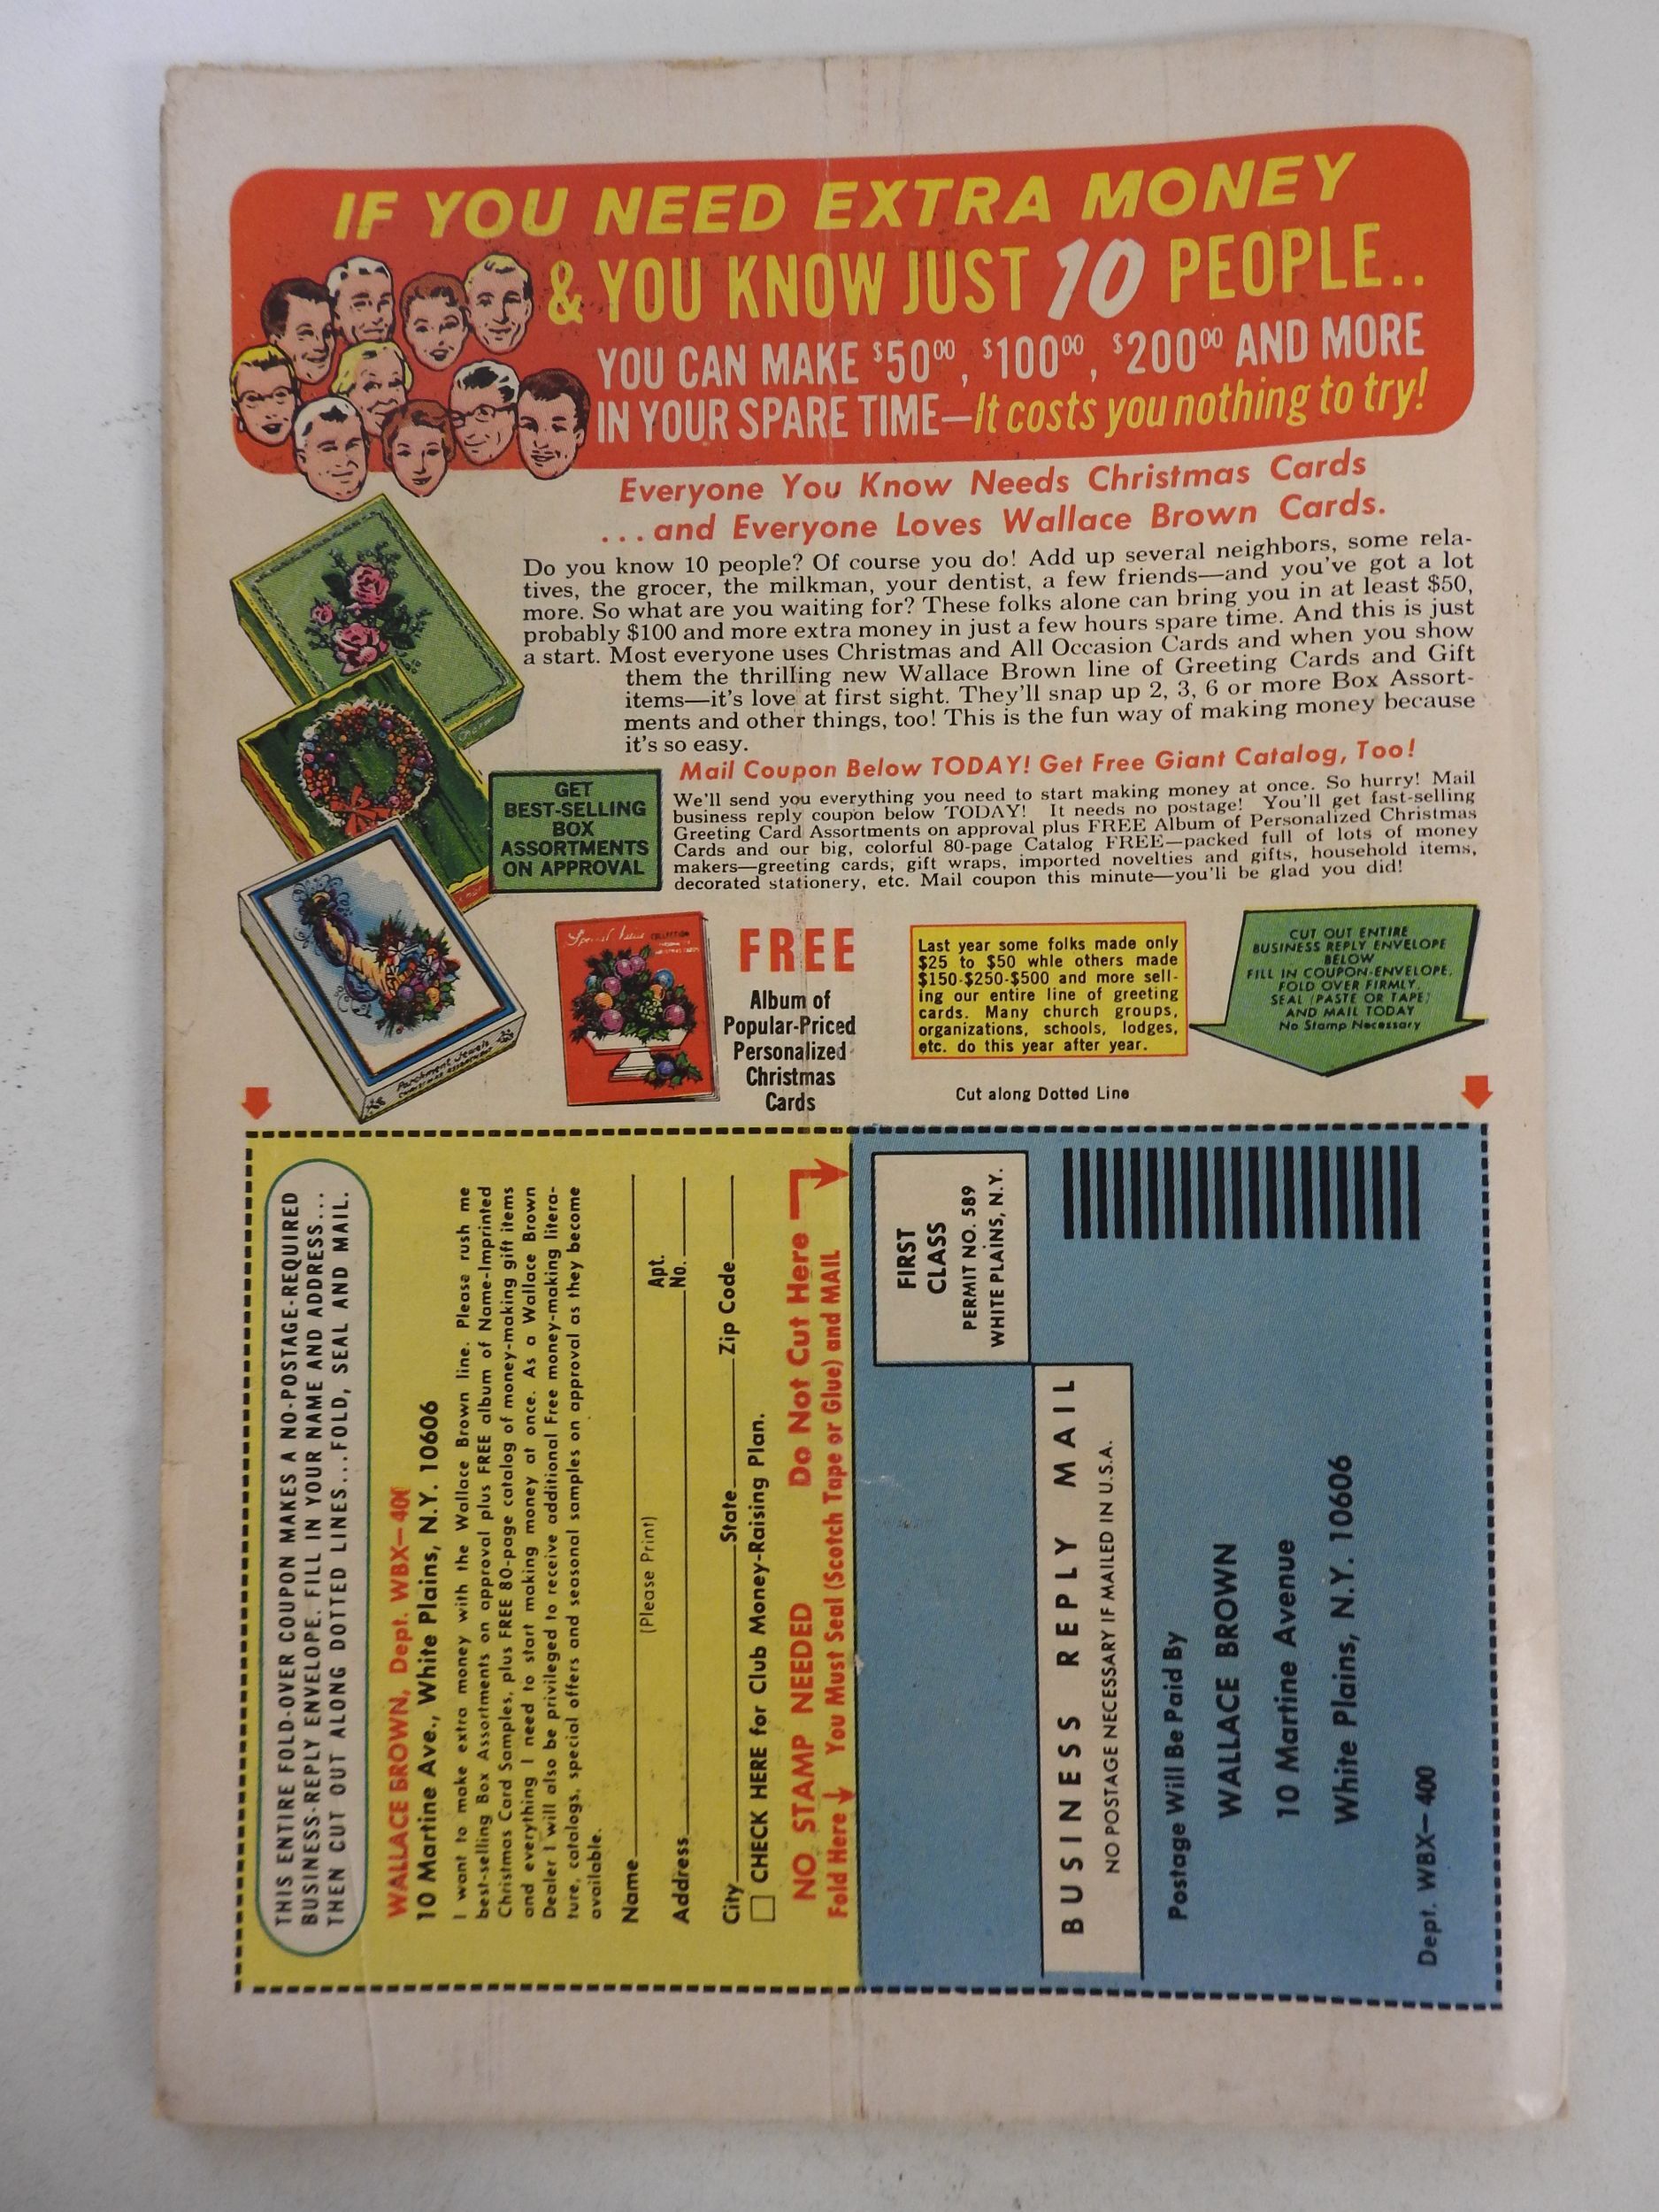 IF YOU NEED EXTRA MONEY
& YOU KNOW JUST 10 PEOPLE..
YOU CAN MAKE $50⁰⁰, $100⁰⁰, $200⁰⁰ AND MORE
IN YOUR SPARE TIME—It costs you nothing to try!
Everyone You Know Needs Christmas Cards
...and Everyone Loves Wallace Brown Cards.
Do you know 10 people? Of course you do! Add up several neighbors, some rela-
tives, the grocer, the milkman, your dentist, a few friends—and you've got a lot
more. So what are you waiting for? These folks alone can bring you in at least $50,
probably $100 and more extra money in just a few hours spare time. And this is just
a start. Most everyone uses Christmas and All Occasion Cards and when you show
them the thrilling new Wallace Brown line of Greeting Cards and Gift
items—it's love at first sight. They'll snap up 2, 3, 6 or more Box Assort-
ments and other things, too! This is the fun way of making money because
it's so easy.
Mail Coupon Below TODAY! Get Free Giant Catalog, Too!
We'll send you everything you need to start making money at once. So hurry! Mail
business reply coupon below TODAY! It needs no postage! You'll get fast-selling
Greeting Card Assortments on approval plus FREE Album of Personalized Christmas
Cards and our big, colorful 80-page Catalog FREE—packed full of lots of money
makers—greeting cards, gift wraps, imported novelties and gifts, household items,
decorated stationery, etc. Mail coupon this minute—you'll be glad you did!
GET
BEST-SELLING
BOX
ASSORTMENTS
ON APPROVAL
Parchment Jewels
CHRISTMAS ASSORTMENT
Special Issue COLLECTION
FREE
Album of
Popular-Priced
Personalized
Christmas
Cards
Last year some folks made only
$25 to $50 whle others made
$150-$250-$500 and more sell-
ing our entire line of greeting
cards. Many church groups,
organizations, schools, lodges,
etc. do this year after year.
Cut along Dotted Line
CUT OUT ENTIRE
BUSINESS REPLY ENVELOPE
BELOW
FILL IN COUPON-ENVELOPE,
FOLD OVER FIRMLY,
SEAL (PASTE OR TAPE)
AND MAIL TODAY
No Stamp Necessary
THIS ENTIRE FOLD-OVER COUPON MAKES A NO-POSTAGE-REQUIRED
BUSINESS-REPLY ENVELOPE. FILL IN YOUR NAME AND ADDRESS...
THEN CUT OUT ALONG DOTTED LINES...FOLD, SEAL AND MAIL.
WALLACE BROWN, Dept. WBX—400
10 Martine Ave., White Plains, N.Y. 10606
I want to make extra money with the Wallace Brown line. Please rush me
best-selling Box Assortments on approval plus FREE album of Name-Imprinted
Christmas Card Samples, plus FREE 80-page catalog of money-making gift items
and everything I need to start making money at once. As a Wallace Brown
Dealer I will also be privileged to receive additional Free money-making litera-
ture, catalogs, special offers and seasonal samples on approval as they become
available.
Name
(Please Print)
Address Apt. No.
City State Zip Code
CHECK HERE for Club Money-Raising Plan.
NO STAMP NEEDED Do Not Cut Here
Fold Here You Must Seal (Scotch Tape or Glue) and MAIL
FIRST
CLASS
PERMIT NO. 589
WHITE PLAINS, N.Y.
BUSINESS REPLY MAIL
NO POSTAGE NECESSARY IF MAILED IN U.S.A.
Postage Will Be Paid By
WALLACE BROWN
10 Martine Avenue
White Plains, N.Y. 10606
Dept. WBX—400